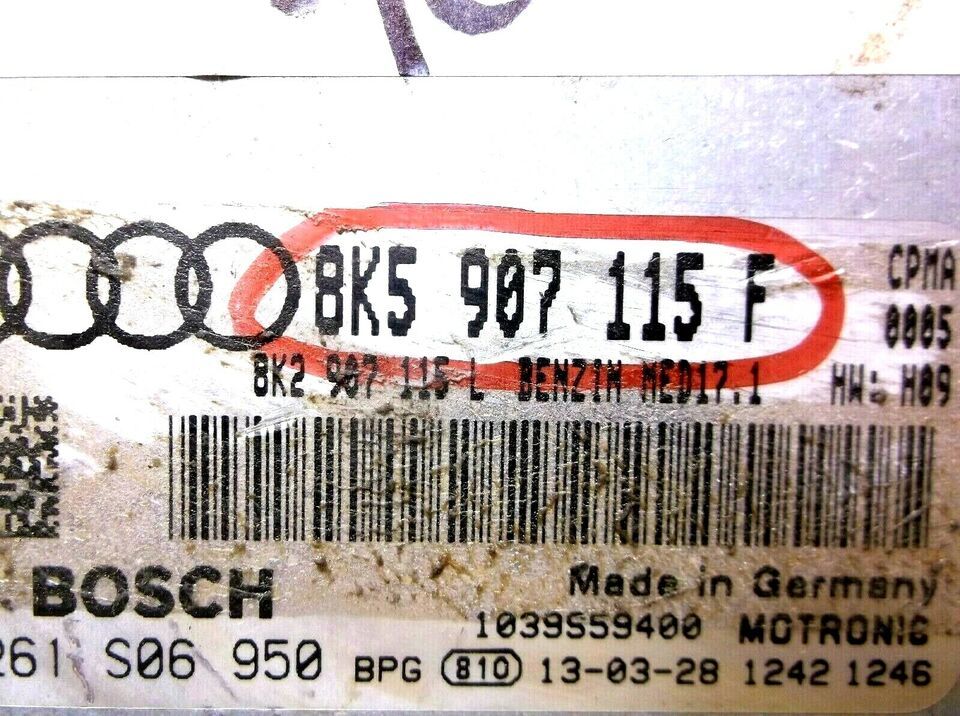 8K5 907 115 F
CPMA
0005
8K2 907 115 L BENZIN MED17.1 HW: H09
BOSCH
Made in Germany
1039S59400 MOTRONIC
261 S06 950 BPG 810 13-03-28 1242 1246